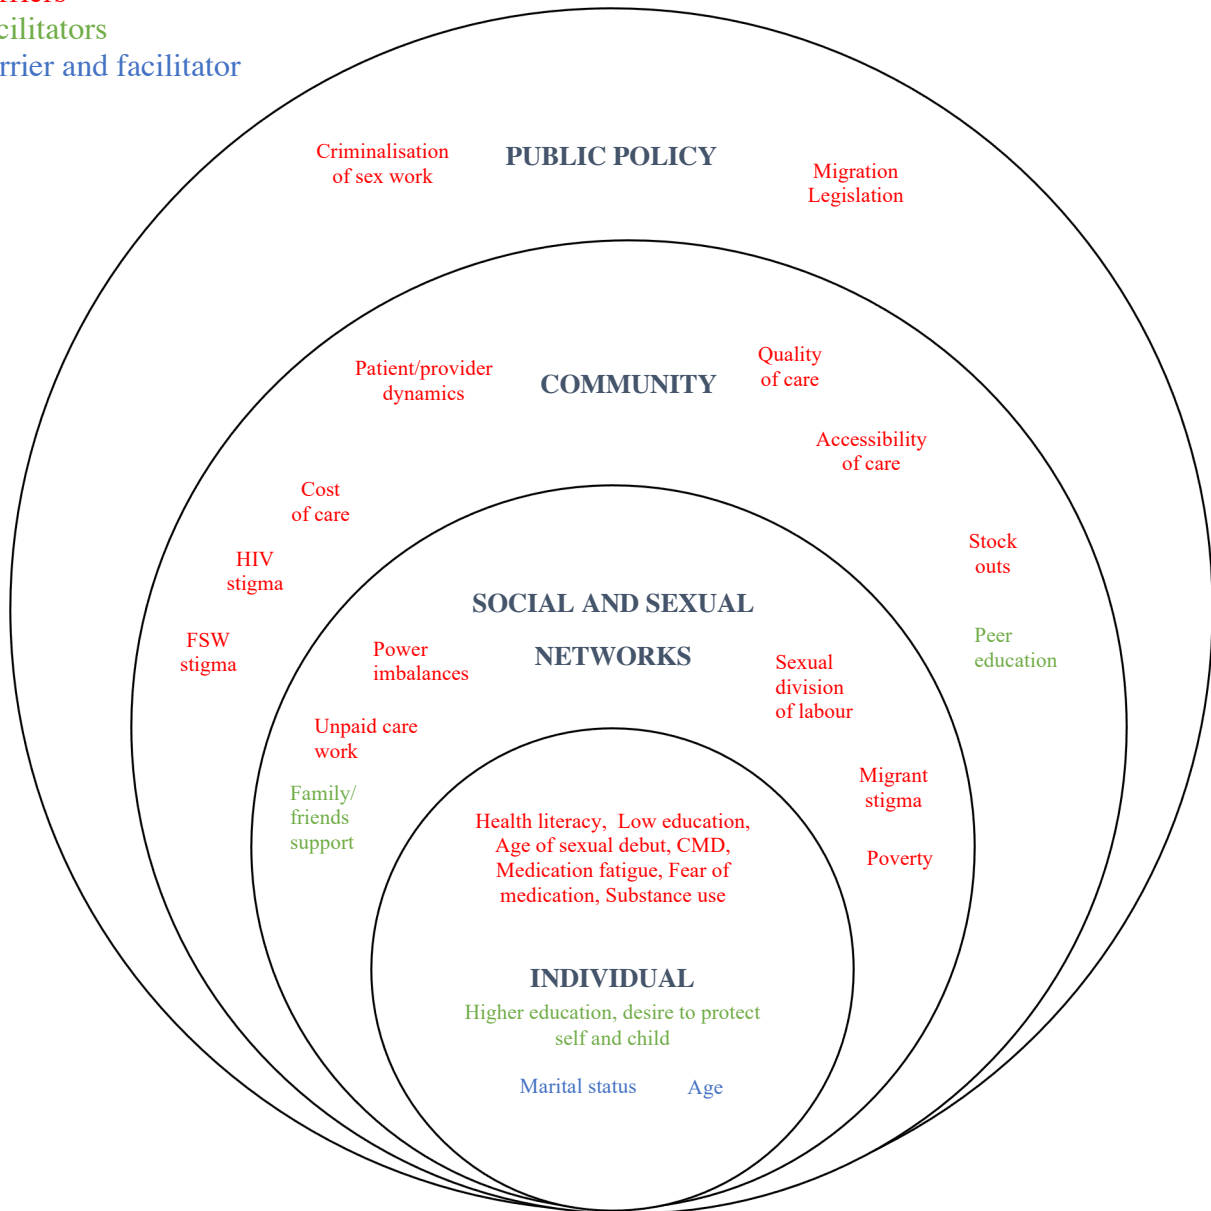 rriers
cilitators
rrier and facilitator
Criminalisation
of sex work
PUBLIC POLICY
Migration
Legislation
Patient/provider
dynamics
COMMUNITY
Quality
of care
Accessibility
of care
Cost
of care
HIV
stigma
FSW
stigma
Stock
outs
Peer
education
SOCIAL AND SEXUAL
NETWORKS
Power
imbalances
Sexual
division
of labour
Unpaid care
work
Family/
friends
support
Migrant
stigma
Poverty
Health literacy,  Low education,
Age of sexual debut, CMD,
Medication fatigue, Fear of
medication, Substance use
INDIVIDUAL
Higher education, desire to protect
self and child
Marital status
Age